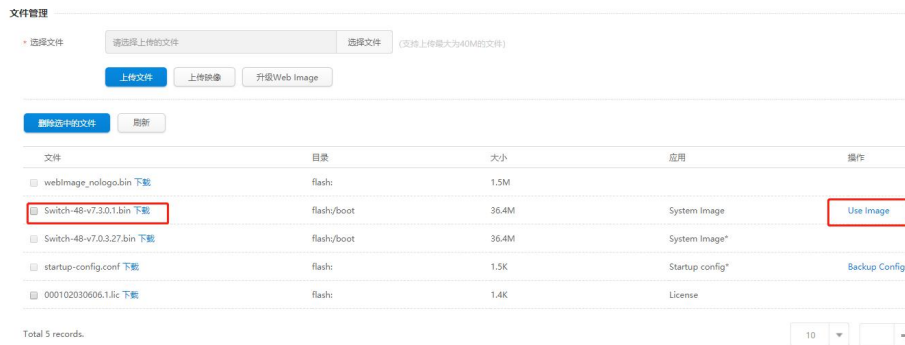 文件管理
* 选择文件 请选择上传的文件 选择文件 (支持上传最大为40M的文件)
上传文件 上传映像 升级Web Image
删除选中的文件 刷新
文件 目录 大小 应用 操作
webImage_nologo.bin 下载 flash: 1.5M
Switch-48-v7.3.0.1.bin 下载 flash:/boot 36.4M System Image Use Image
Switch-48-v7.0.3.27.bin 下载 flash:/boot 36.4M System Image*
startup-config.conf 下载 flash: 1.5K Startup config* Backup Config
000102030606.1.lic 下载 flash: 1.4K License
Total 5 records. 10